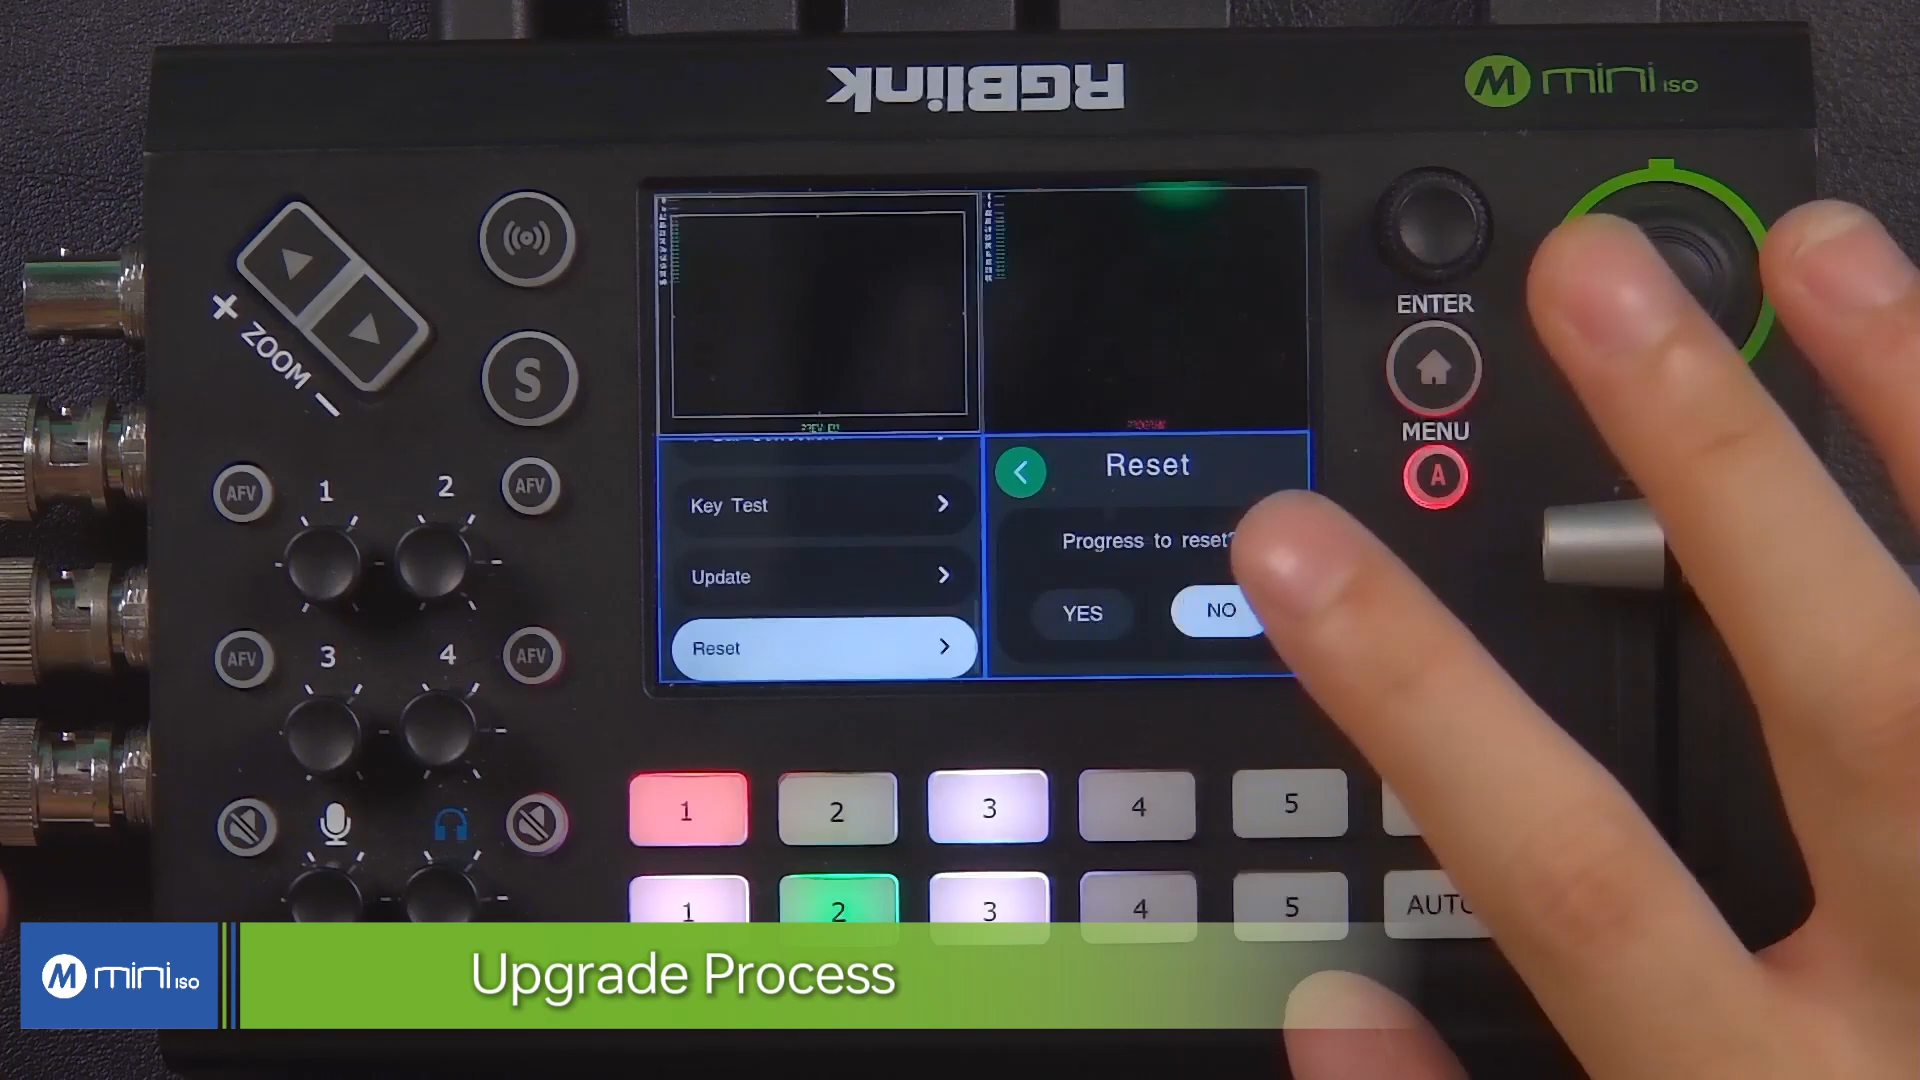 RGBlink
M mini ISO
+ ZOOM −
S
ENTER
MENU
A
AFV
1
2
AFV
AFV
3
4
AFV
PREVIEW
PROGRAM
Key Test
Update
Reset
Reset
Progress to reset?
YES
NO
1
2
3
4
5
1
2
3
4
5
AUTO
M mini ISO
Upgrade Process